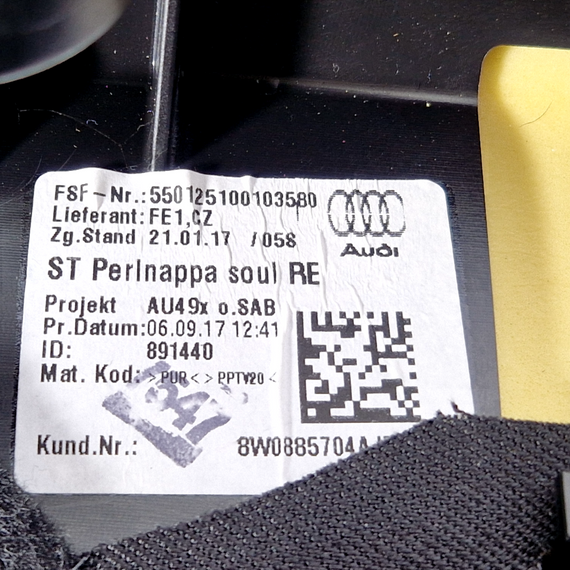 FSF-Nr.:550125100103580
Lieferant:FE1,CZ
Zg.Stand 21.01.17 /058
Audi
ST Perlnappa soul RE
Projekt AU49x o.SAB
Pr.Datum:06.09.17 12:41
ID: 891440
Mat. Kod: >PUR< >PPTV20<
547
Kund.Nr.: 8W0885704A